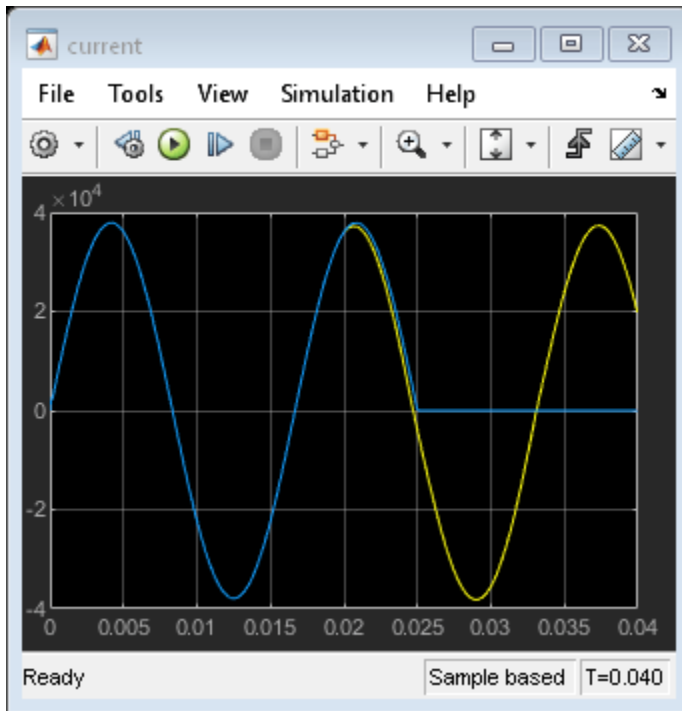 current
File Tools View Simulation Help
×10⁴
4
2
0
-2
-4
0 0.005 0.01 0.015 0.02 0.025 0.03 0.035 0.04
Ready Sample based T=0.040